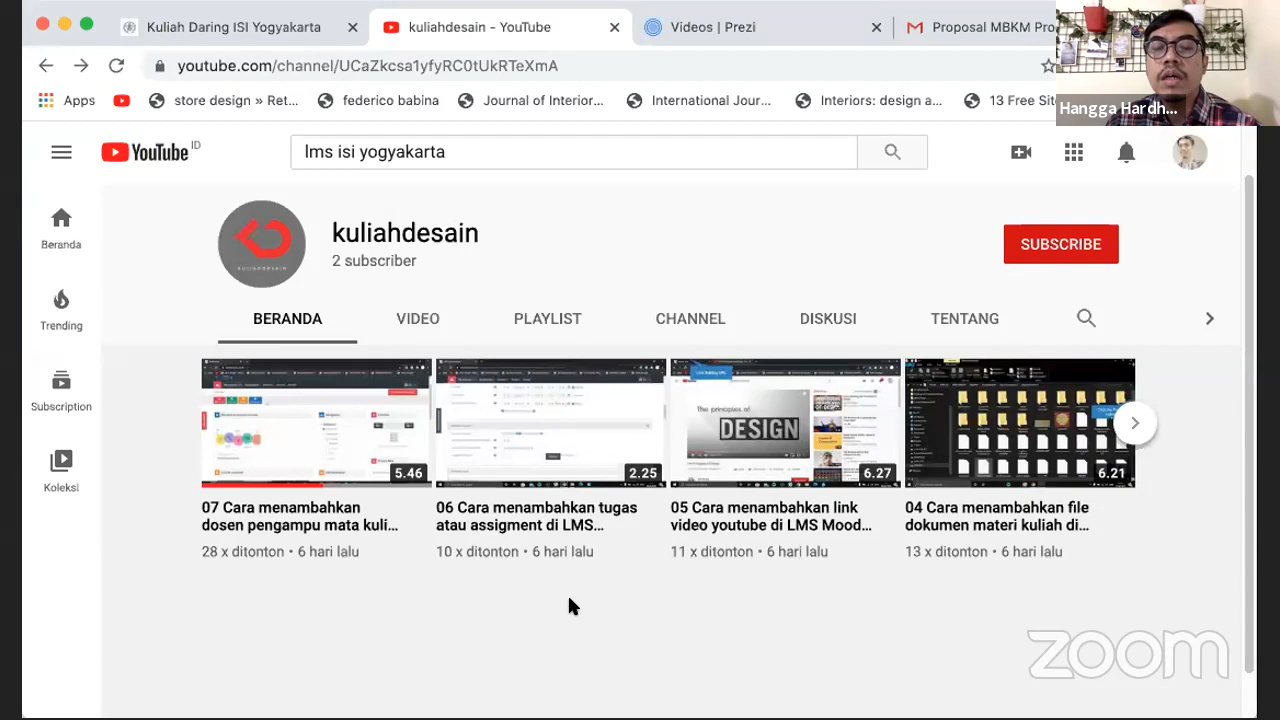 Kuliah Daring ISI Yogyakarta
kuliahdesain - YouTube
Videos | Prezi
Proposal MBKM Pro
youtube.com/channel/UCaZkcsa1yfyRC0tUkRTeXmA
Apps
store design » Ret...
federico babina
Journal of Interior...
International Jour...
Interiors: design a...
13 Free Si
Hangga Hardh...
YouTube ID
lms isi yogyakarta
kuliahdesain
2 subscriber
SUBSCRIBE
Beranda
Trending
Subscription
Koleksi
BERANDA
VIDEO
PLAYLIST
CHANNEL
DISKUSI
TENTANG
The principles of
DESIGN
5.46
2.25
6.27
6.21
07 Cara menambahkan
dosen pengampu mata kuli...
28 x ditonton • 6 hari lalu
06 Cara menambahkan tugas
atau assigment di LMS...
10 x ditonton • 6 hari lalu
05 Cara menambahkan link
video youtube di LMS Mood...
11 x ditonton • 6 hari lalu
04 Cara menambahkan file
dokumen materi kuliah di...
13 x ditonton • 6 hari lalu
zoom